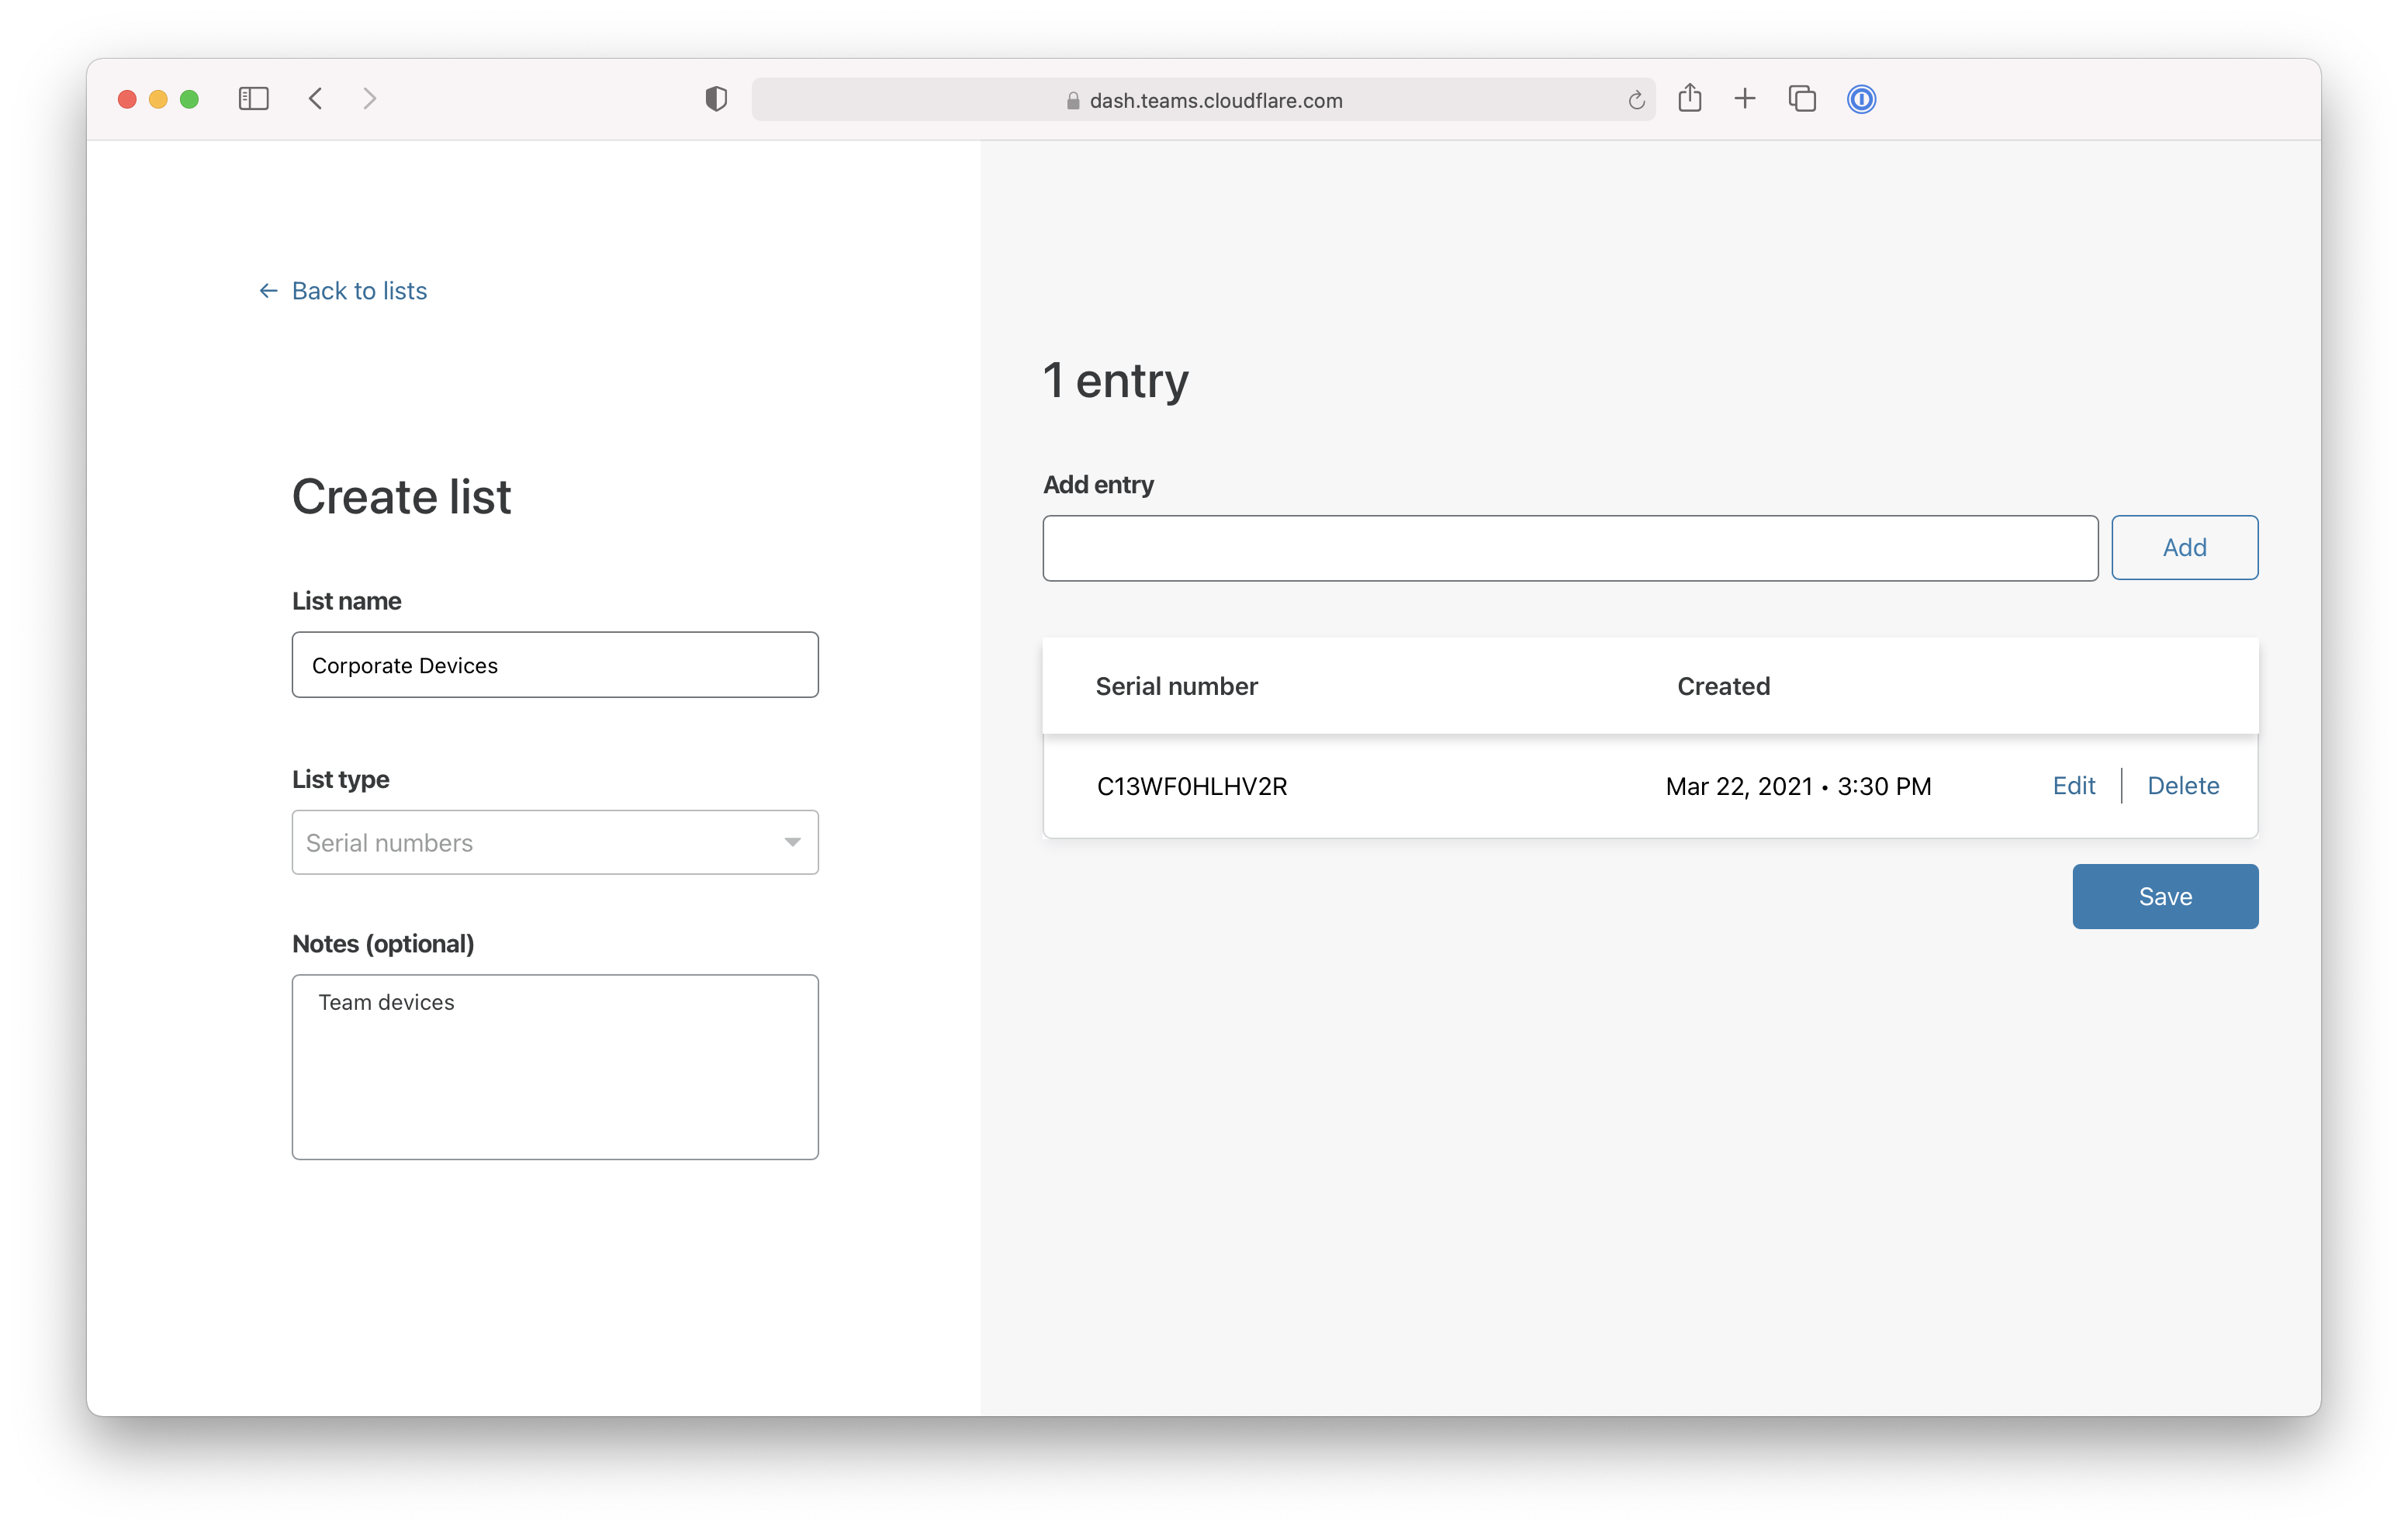 dash.teams.cloudflare.com
← Back to lists
Create list
List name
Corporate Devices
List type
Serial numbers
Notes (optional)
Team devices
1 entry
Add entry
Add
Serial number Created
C13WF0HLHV2R Mar 22, 2021 • 3:30 PM Edit | Delete
Save